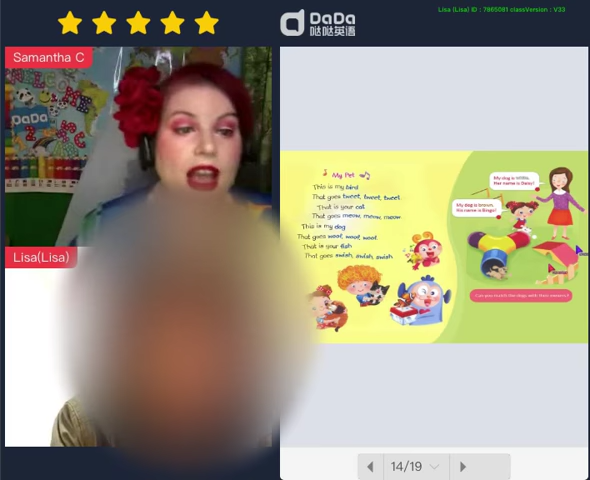 Lisa (Lisa) ID : 7865081 classVersion : V33
DaDa
哒哒英语
Samantha C
DaDa
Lisa(Lisa)
My Pet
This is my bird
That goes tweet, tweet, tweet.
That is your cat
That goes meow, meow, meow.
This is my dog
That goes woof, woof, woof.
That is your fish
That goes swish, swish, swish.
My dog is white.
Her name is Daisy!
My dog is brown.
His name is Bingo!
Can you match the dogs with their owners?
14/19